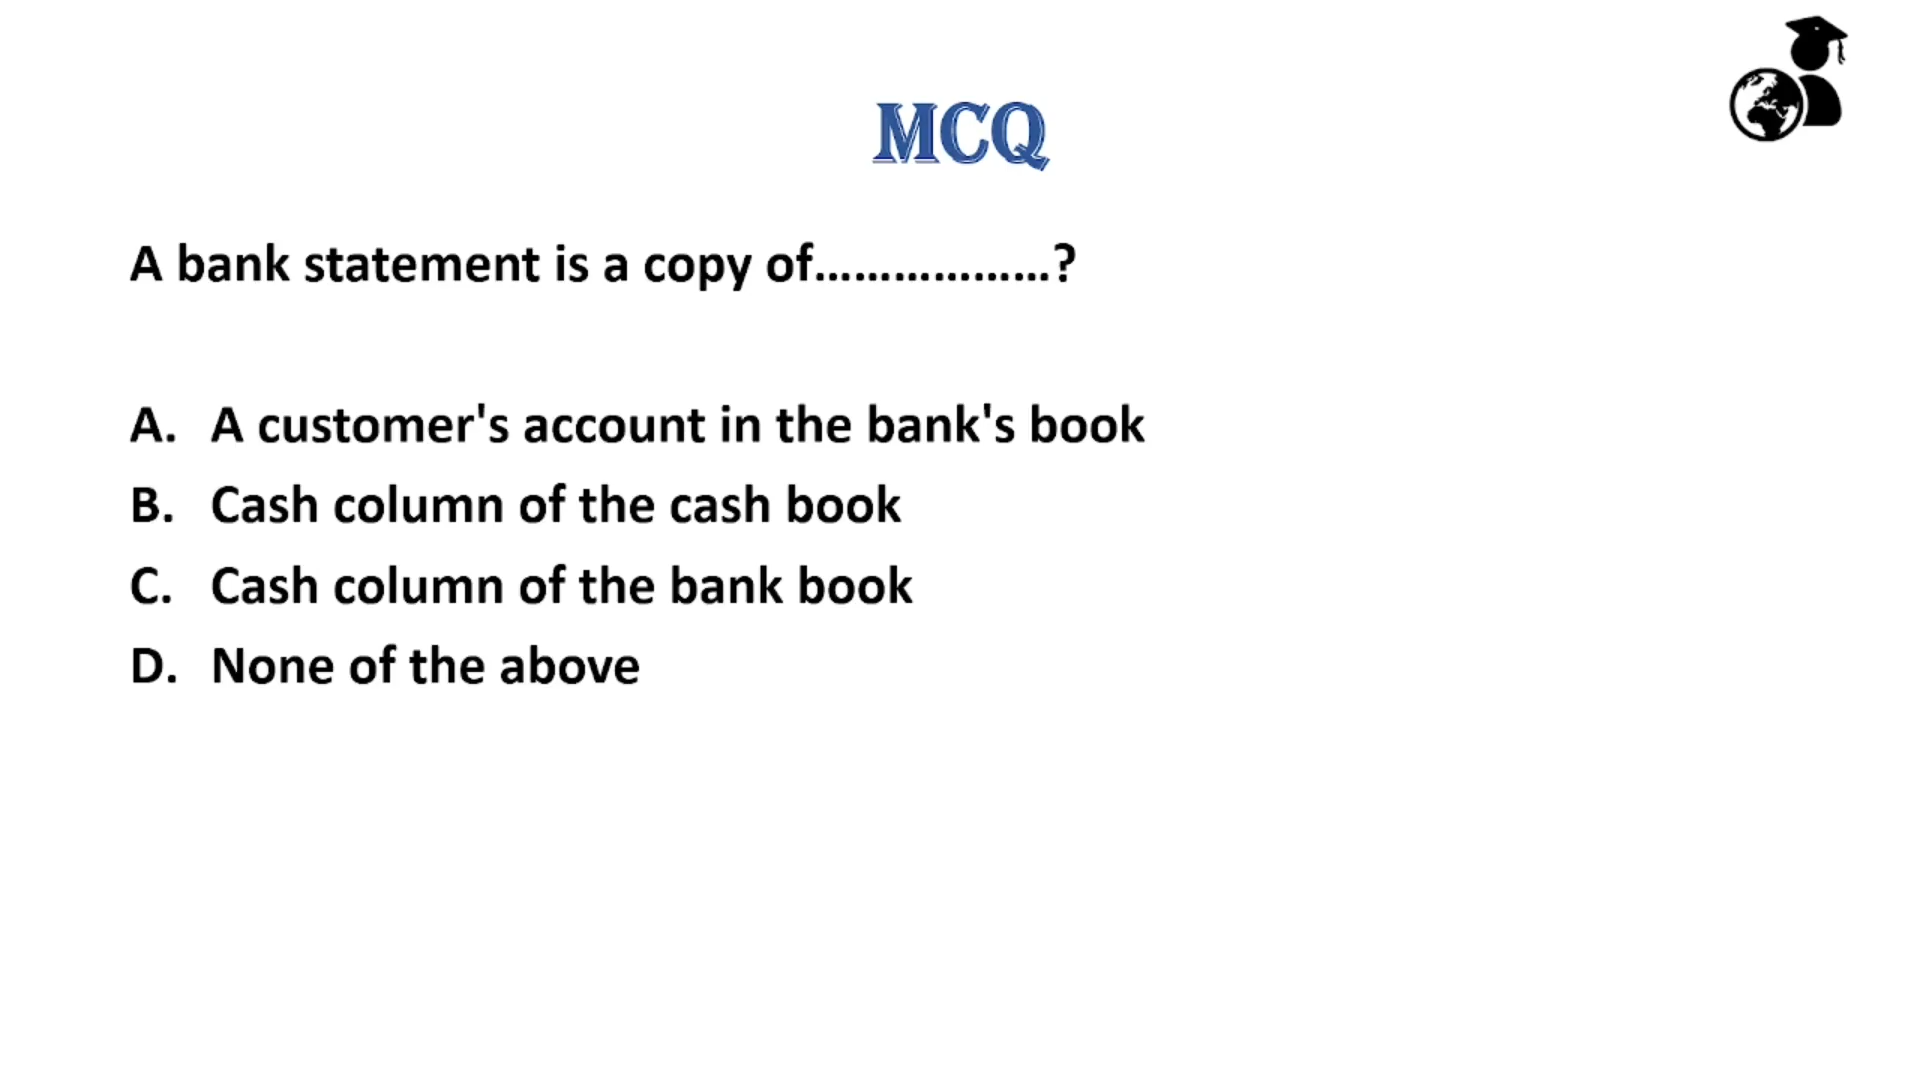 MCQ
A bank statement is a copy of..................?
A. A customer's account in the bank's book
B. Cash column of the cash book
C. Cash column of the bank book
D. None of the above